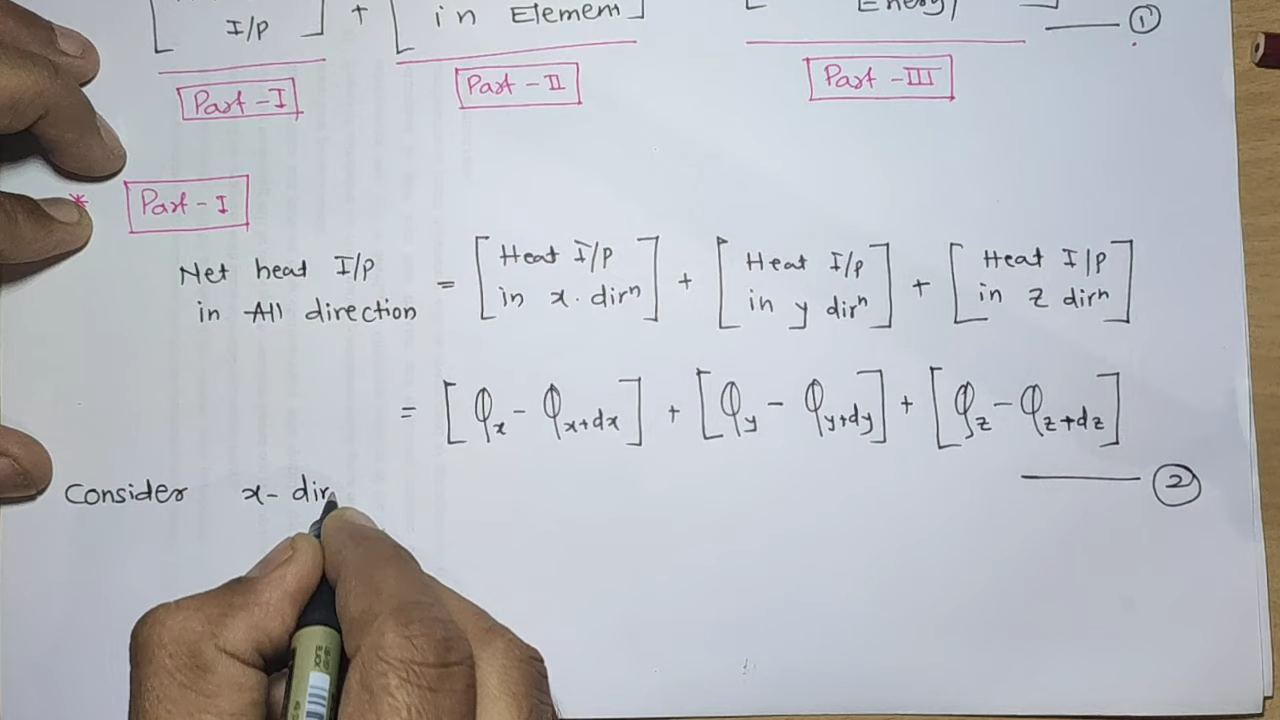 I/P + in Elemem Energy ①
Part-I Part-II Part-III
* Part-I
Net heat I/P in All direction = [Heat I/P in x. dirⁿ] + [Heat I/P in y dirⁿ] + [Heat I/P in z dirⁿ]
= [Qx - Qx+dx] + [Qy - Qy+dy] + [Qz - Qz+dz]
②
Consider x- dir